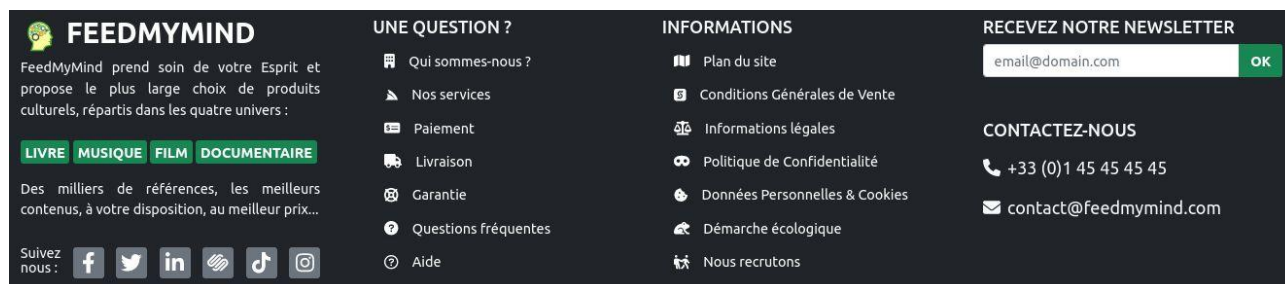 FEEDMYMIND
FeedMyMind prend soin de votre Esprit et
propose le plus large choix de produits
culturels, répartis dans les quatre univers :
LIVRE MUSIQUE FILM DOCUMENTAIRE
Des milliers de références, les meilleurs
contenus, à votre disposition, au meilleur prix...
Suivez
nous :
UNE QUESTION ?
Qui sommes-nous ?
Nos services
Paiement
Livraison
Garantie
Questions fréquentes
Aide
INFORMATIONS
Plan du site
Conditions Générales de Vente
Informations légales
Politique de Confidentialité
Données Personnelles & Cookies
Démarche écologique
Nous recrutons
RECEVEZ NOTRE NEWSLETTER
email@domain.com OK
CONTACTEZ-NOUS
+33 (0)1 45 45 45 45
contact@feedmymind.com